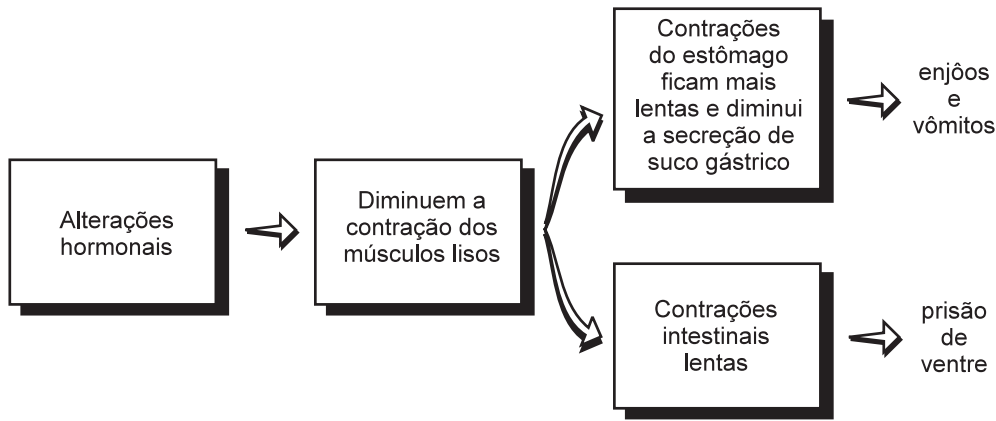 Alterações
hormonais
Diminuem a
contração dos
músculos lisos
Contrações
do estômago
ficam mais
lentas e diminui
a secreção de
suco gástrico
enjôos
e
vômitos
Contrações
intestinais
lentas
prisão
de
ventre